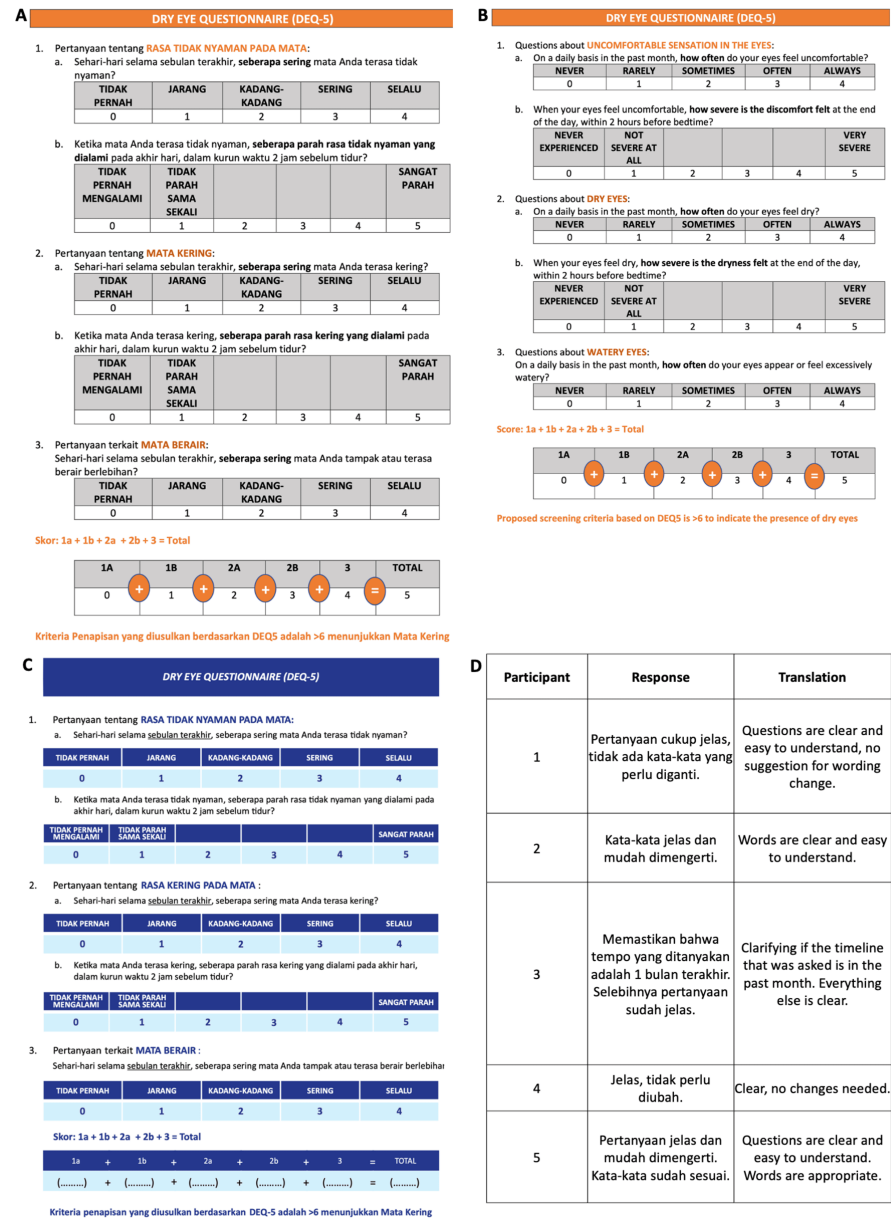 A
DRY EYE QUESTIONNAIRE (DEQ-5)
1. Pertanyaan tentang RASA TIDAK NYAMAN PADA MATA:
a. Sehari-hari selama sebulan terakhir, seberapa sering mata Anda terasa tidak
nyaman?
TIDAK PERNAH JARANG KADANG-KADANG SERING SELALU
0 1 2 3 4
b. Ketika mata Anda terasa tidak nyaman, seberapa parah rasa tidak nyaman yang
dialami pada akhir hari, dalam kurun waktu 2 jam sebelum tidur?
TIDAK PERNAH MENGALAMI TIDAK PARAH SAMA SEKALI SANGAT PARAH
0 1 2 3 4 5
2. Pertanyaan tentang MATA KERING:
a. Sehari-hari selama sebulan terakhir, seberapa sering mata Anda terasa kering?
TIDAK PERNAH JARANG KADANG-KADANG SERING SELALU
0 1 2 3 4
b. Ketika mata Anda terasa kering, seberapa parah rasa kering yang dialami pada
akhir hari, dalam kurun waktu 2 jam sebelum tidur?
TIDAK PERNAH MENGALAMI TIDAK PARAH SAMA SEKALI SANGAT PARAH
0 1 2 3 4 5
3. Pertanyaan terkait MATA BERAIR:
Sehari-hari selama sebulan terakhir, seberapa sering mata Anda tampak atau terasa
berair berlebihan?
TIDAK PERNAH JARANG KADANG-KADANG SERING SELALU
0 1 2 3 4
Skor: 1a + 1b + 2a + 2b + 3 = Total
1A 1B 2A 2B 3 TOTAL
0 + 1 + 2 + 3 + 4 = 5
Kriteria Penapisan yang diusulkan berdasarkan DEQ5 adalah >6 menunjukkan Mata Kering
B
DRY EYE QUESTIONNAIRE (DEQ-5)
1. Questions about UNCOMFORTABLE SENSATION IN THE EYES:
a. On a daily basis in the past month, how often do your eyes feel uncomfortable?
NEVER RARELY SOMETIMES OFTEN ALWAYS
0 1 2 3 4
b. When your eyes feel uncomfortable, how severe is the discomfort felt at the end
of the day, within 2 hours before bedtime?
NEVER EXPERIENCED NOT SEVERE AT ALL VERY SEVERE
0 1 2 3 4 5
2. Questions about DRY EYES:
a. On a daily basis in the past month, how often do your eyes feel dry?
NEVER RARELY SOMETIMES OFTEN ALWAYS
0 1 2 3 4
b. When your eyes feel dry, how severe is the dryness felt at the end of the day,
within 2 hours before bedtime?
NEVER EXPERIENCED NOT SEVERE AT ALL VERY SEVERE
0 1 2 3 4 5
3. Questions about WATERY EYES:
On a daily basis in the past month, how often do your eyes appear or feel excessively
watery?
NEVER RARELY SOMETIMES OFTEN ALWAYS
0 1 2 3 4
Score: 1a + 1b + 2a + 2b + 3 = Total
1A 1B 2A 2B 3 TOTAL
0 + 1 + 2 + 3 + 4 = 5
Proposed screening criteria based on DEQ5 is >6 to indicate the presence of dry eyes
C
DRY EYE QUESTIONNAIRE (DEQ-5)
1. Pertanyaan tentang RASA TIDAK NYAMAN PADA MATA:
a. Sehari-hari selama sebulan terakhir, seberapa sering mata Anda terasa tidak nyaman?
TIDAK PERNAH JARANG KADANG-KADANG SERING SELALU
0 1 2 3 4
b. Ketika mata Anda terasa tidak nyaman, seberapa parah rasa tidak nyaman yang dialami pada
akhir hari, dalam kurun waktu 2 jam sebelum tidur?
TIDAK PERNAH MENGALAMI TIDAK PARAH SAMA SEKALI SANGAT PARAH
0 1 2 3 4 5
2. Pertanyaan tentang RASA KERING PADA MATA :
a. Sehari-hari selama sebulan terakhir, seberapa sering mata Anda terasa kering?
TIDAK PERNAH JARANG KADANG-KADANG SERING SELALU
0 1 2 3 4
b. Ketika mata Anda terasa kering, seberapa parah rasa kering yang dialami pada akhir hari,
dalam kurun waktu 2 jam sebelum tidur?
TIDAK PERNAH MENGALAMI TIDAK PARAH SAMA SEKALI SANGAT PARAH
0 1 2 3 4 5
3. Pertanyaan terkait MATA BERAIR :
Sehari-hari selama sebulan terakhir, seberapa sering mata Anda tampak atau terasa berair berlebihan
TIDAK PERNAH JARANG KADANG-KADANG SERING SELALU
0 1 2 3 4
Skor: 1a + 1b + 2a + 2b + 3 = Total
1a + 1b + 2a + 2b + 3 = TOTAL
(.........) + (.........) + (.........) + (.........) + (.........) = (.........)
Kriteria penapisan yang diusulkan berdasarkan DEQ-5 adalah >6 menunjukkan Mata Kering
D
Participant Response Translation
1
Pertanyaan cukup jelas,
tidak ada kata-kata yang
perlu diganti.
Questions are clear and
easy to understand, no
suggestion for wording
change.
2
Kata-kata jelas dan
mudah dimengerti.
Words are clear and easy
to understand.
3
Memastikan bahwa
tempo yang ditanyakan
adalah 1 bulan terakhir.
Selebihnya pertanyaan
sudah jelas.
Clarifying if the timeline
that was asked is in the
past month. Everything
else is clear.
4
Jelas, tidak perlu
diubah.
Clear, no changes needed.
5
Pertanyaan jelas dan
mudah dimengerti.
Kata-kata sudah sesuai.
Questions are clear and
easy to understand.
Words are appropriate.